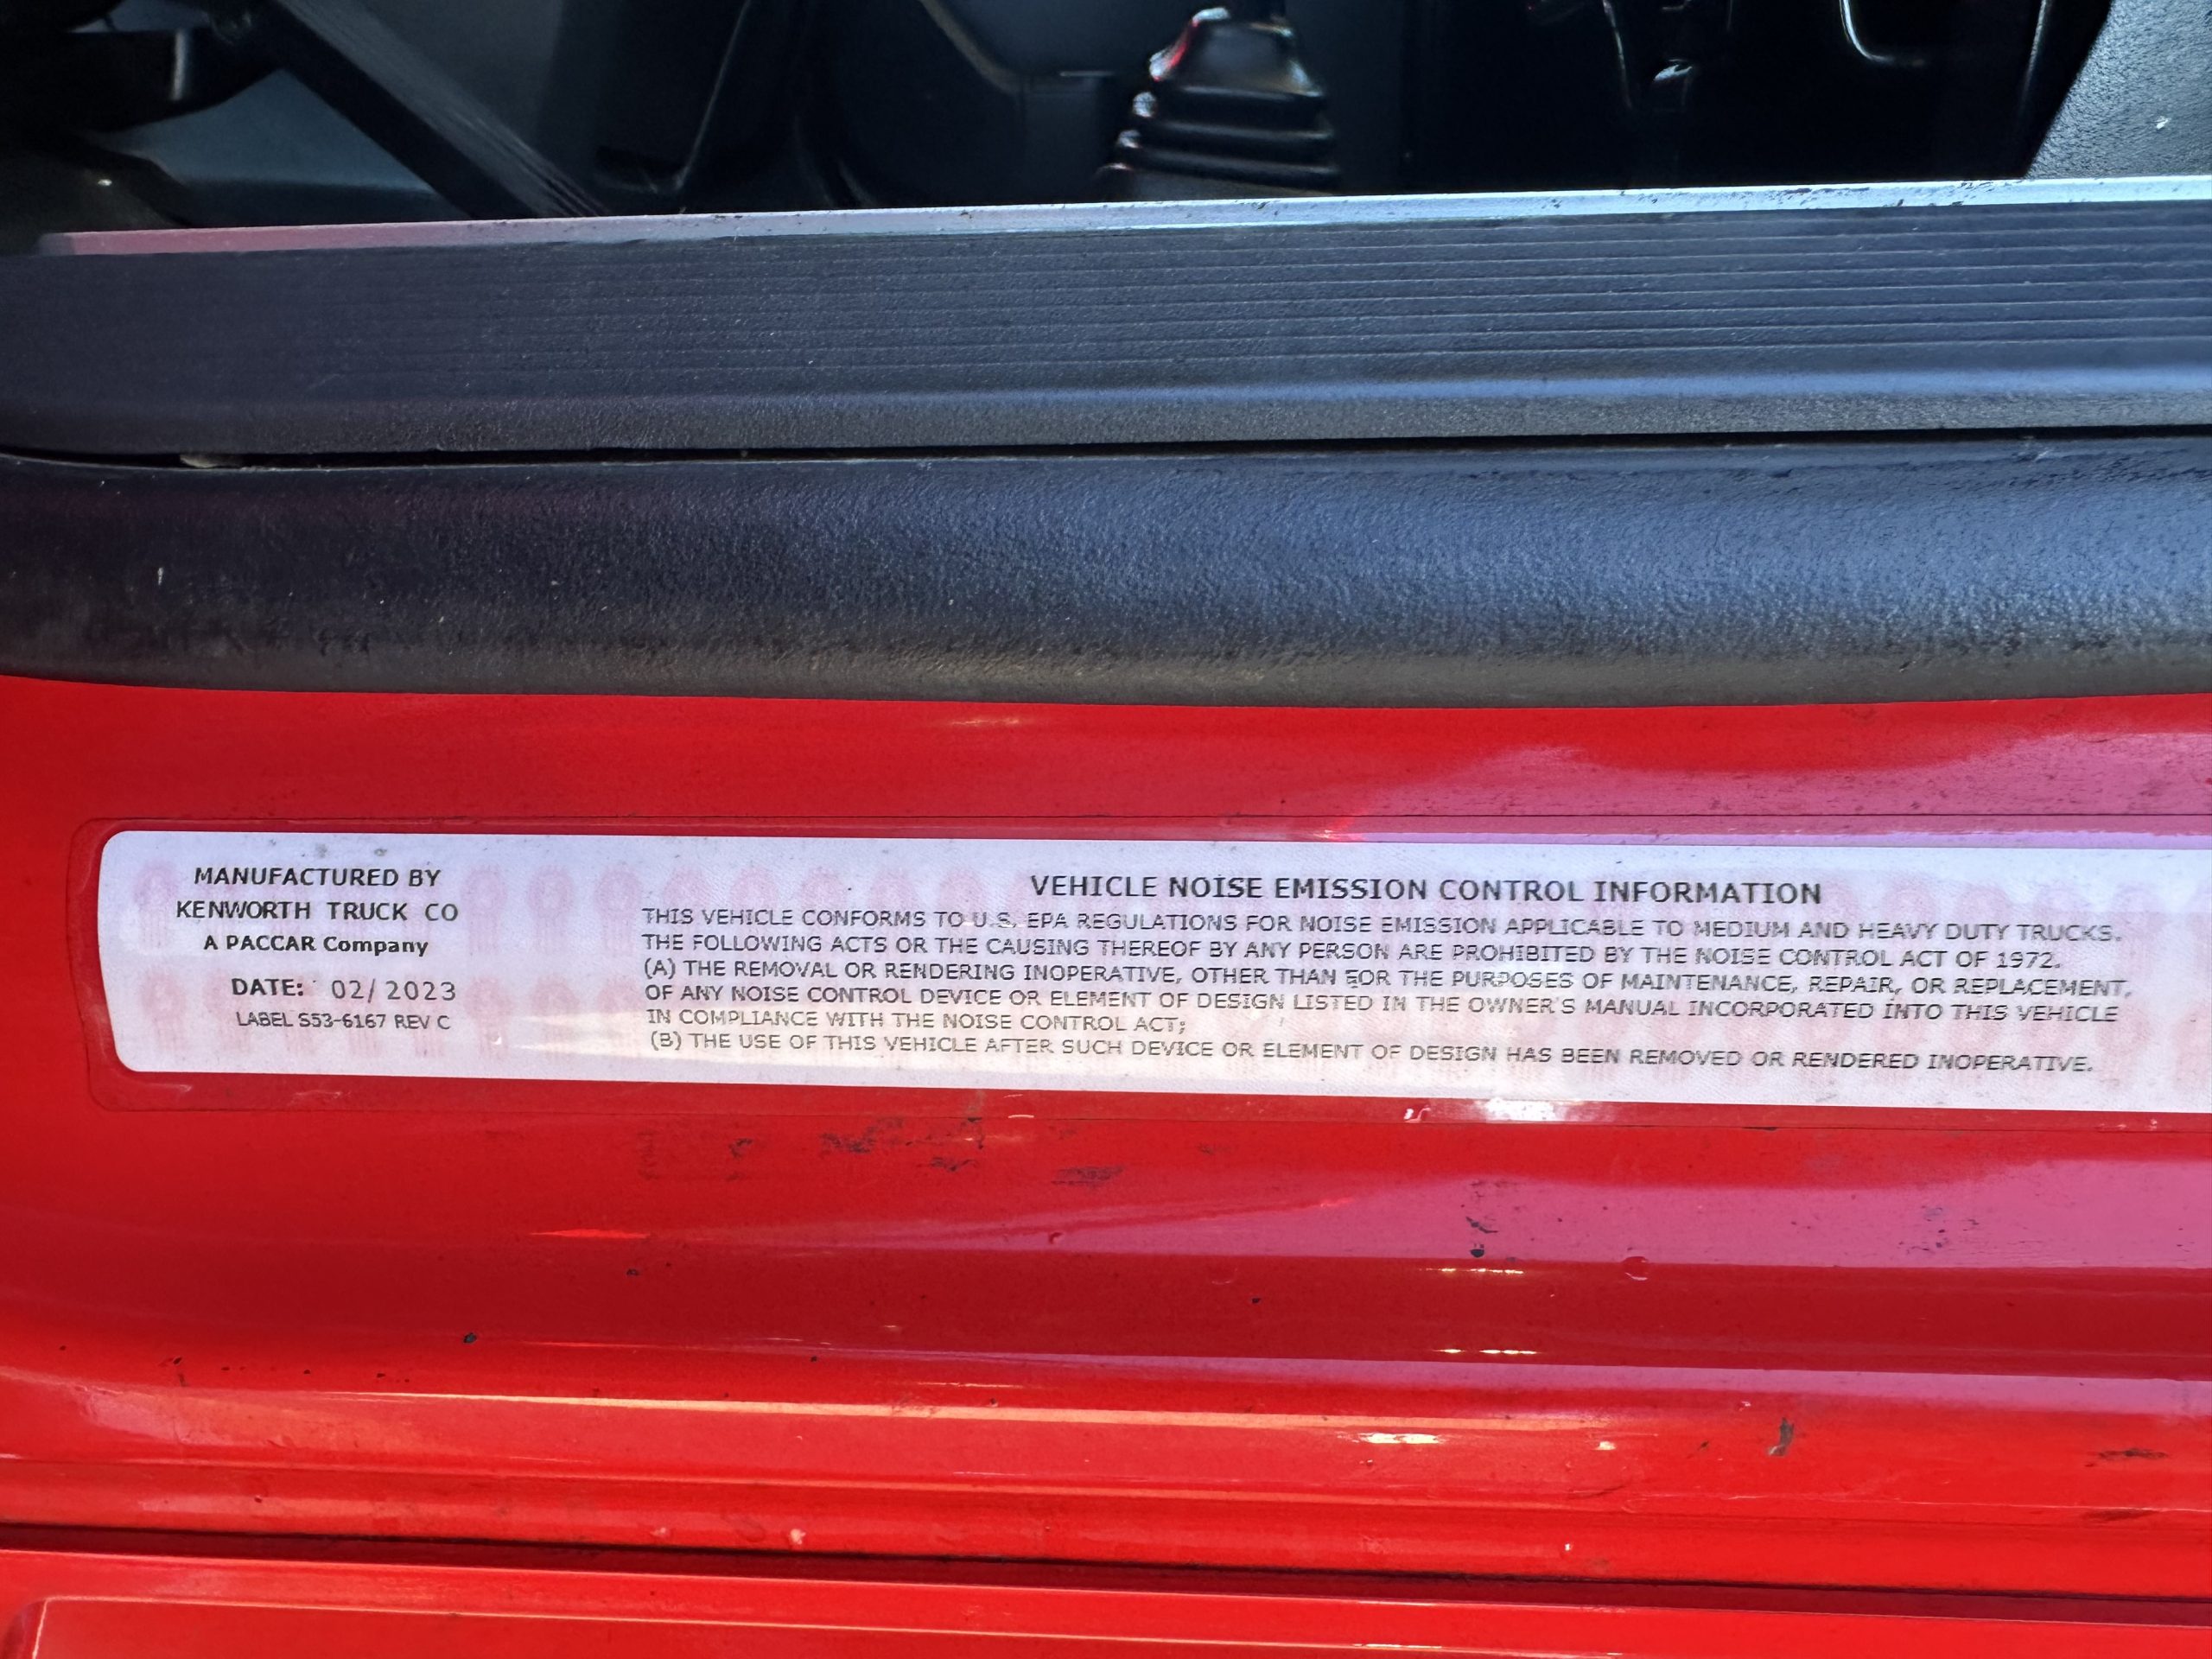 MANUFACTURED BY
KENWORTH TRUCK CO
A PACCAR Company
DATE: 02/2023
LABEL S53-6167 REV C
VEHICLE NOISE EMISSION CONTROL INFORMATION
THIS VEHICLE CONFORMS TO U.S. EPA REGULATIONS FOR NOISE EMISSION APPLICABLE TO MEDIUM AND HEAVY DUTY TRUCKS.
THE FOLLOWING ACTS OR THE CAUSING THEREOF BY ANY PERSON ARE PROHIBITED BY THE NOISE CONTROL ACT OF 1972.
(A) THE REMOVAL OR RENDERING INOPERATIVE, OTHER THAN FOR THE PURPOSES OF MAINTENANCE, REPAIR, OR REPLACEMENT,
OF ANY NOISE CONTROL DEVICE OR ELEMENT OF DESIGN LISTED IN THE OWNER'S MANUAL INCORPORATED INTO THIS VEHICLE
IN COMPLIANCE WITH THE NOISE CONTROL ACT;
(B) THE USE OF THIS VEHICLE AFTER SUCH DEVICE OR ELEMENT OF DESIGN HAS BEEN REMOVED OR RENDERED INOPERATIVE.